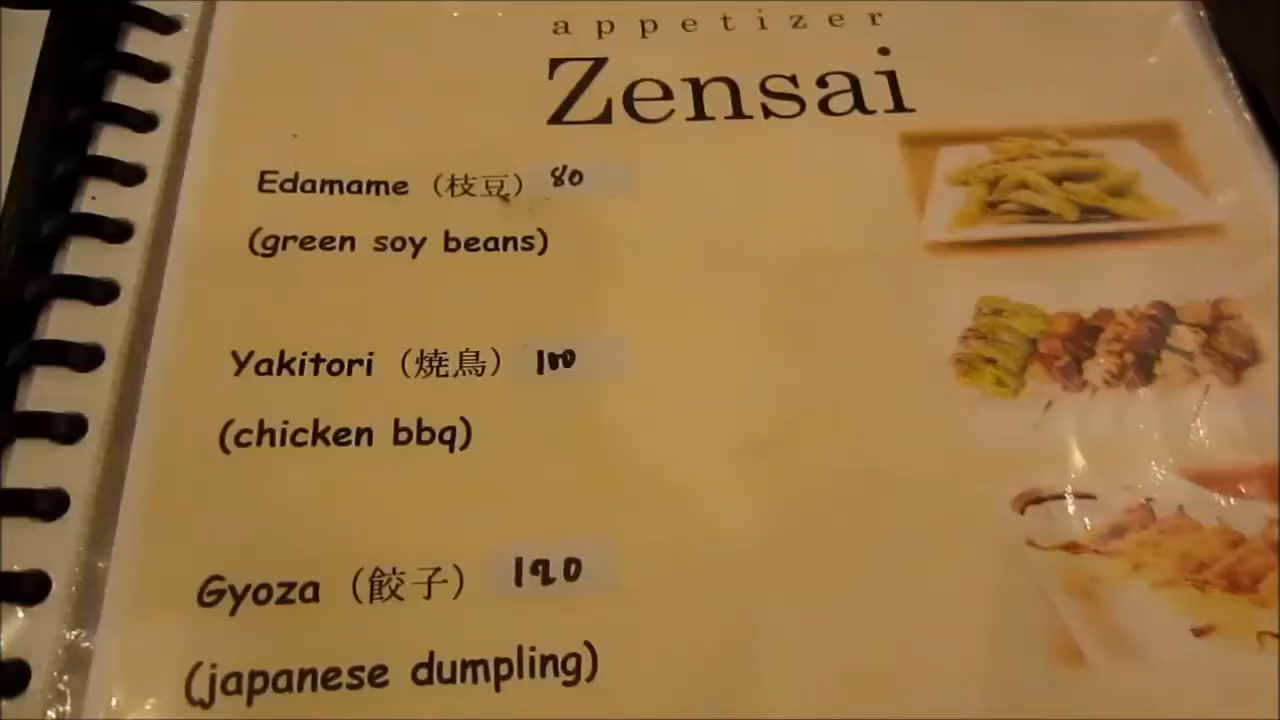 appetizer
Zensai
Edamame (枝豆) 80
(green soy beans)
Yakitori (焼鳥) 100
(chicken bbq)
Gyoza (餃子) 120
(japanese dumpling)